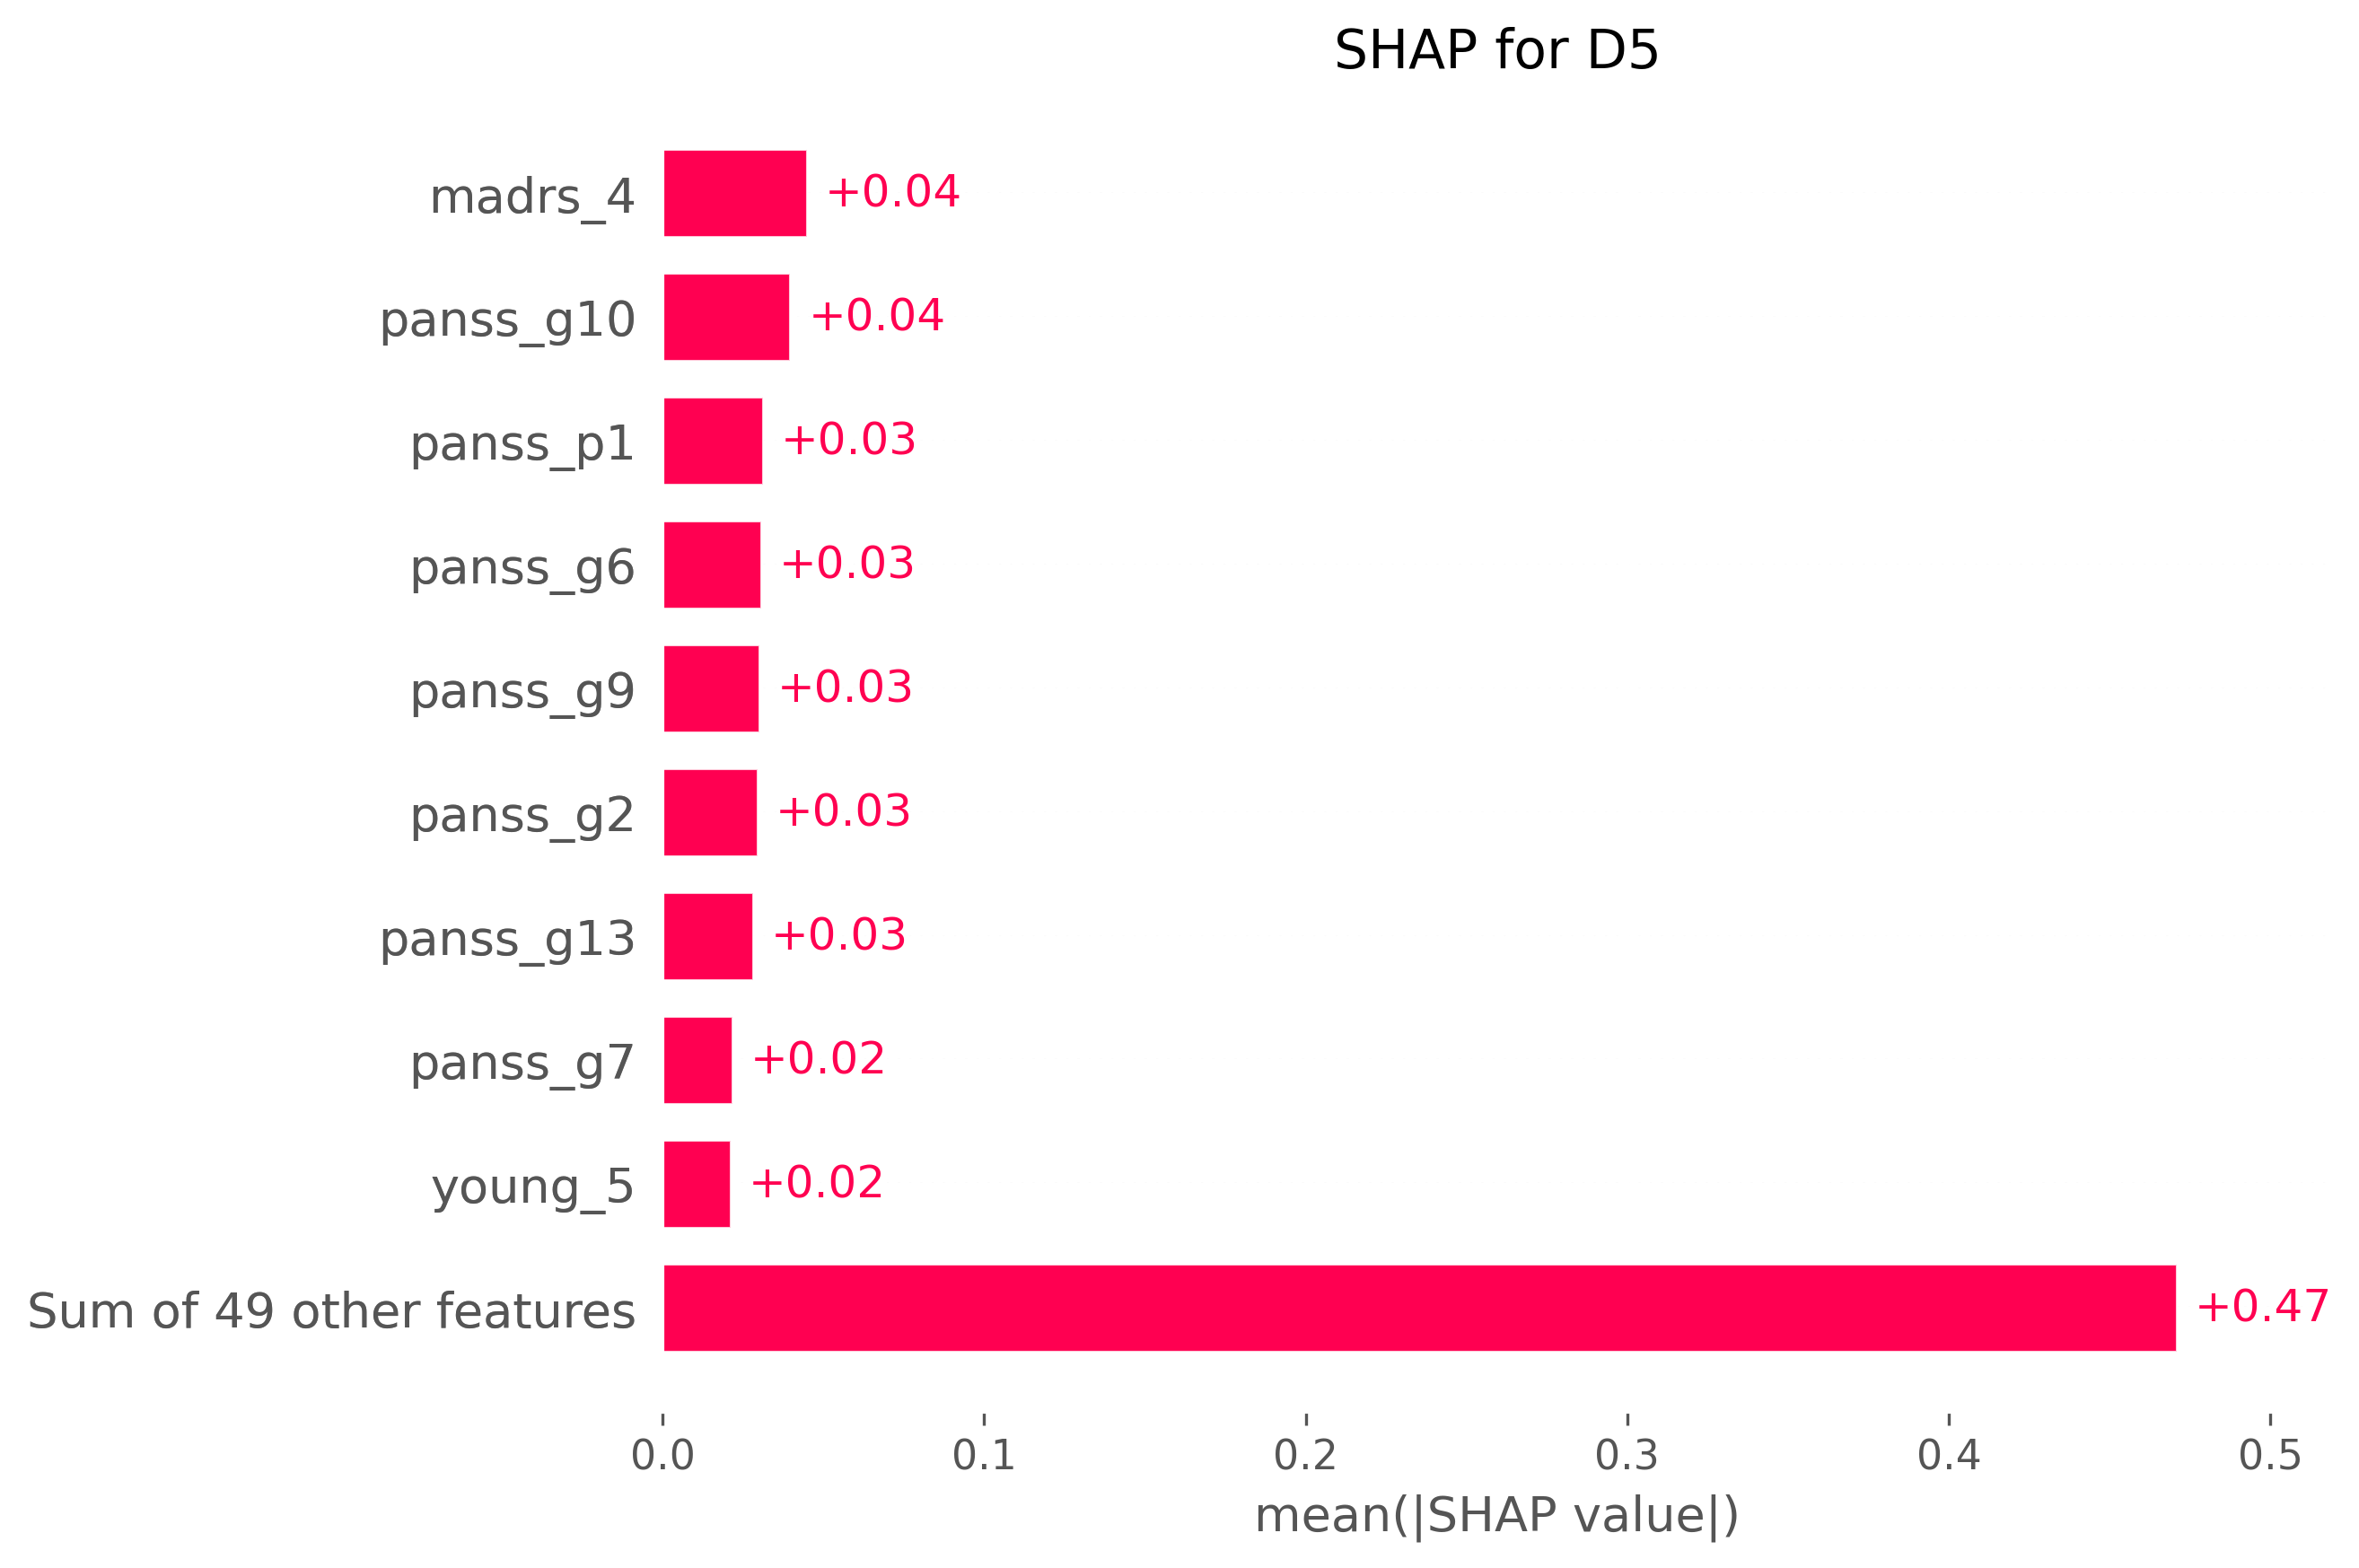 SHAP for D5
madrs_4 +0.04
panss_g10 +0.04
panss_p1 +0.03
panss_g6 +0.03
panss_g9 +0.03
panss_g2 +0.03
panss_g13 +0.03
panss_g7 +0.02
young_5 +0.02
Sum of 49 other features +0.47
0.0 0.1 0.2 0.3 0.4 0.5
mean(|SHAP value|)